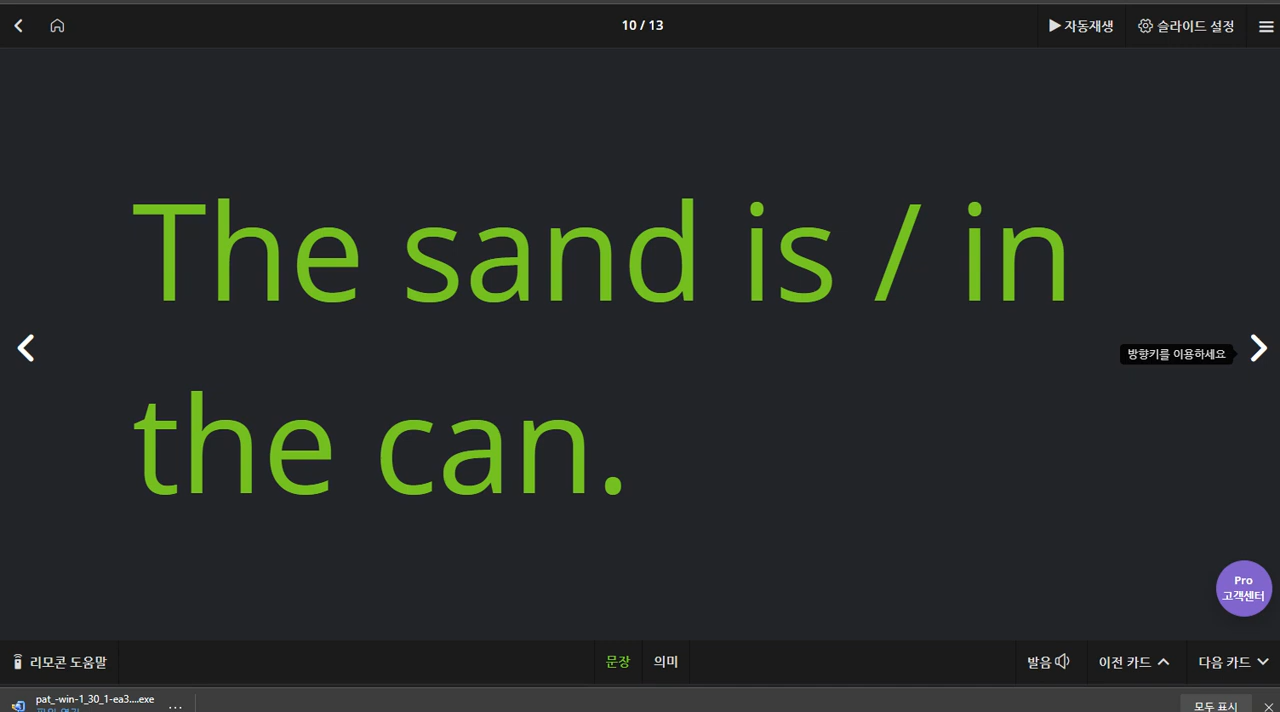 10 / 13
자동재생
슬라이드 설정
The sand is / in
the can.
방향키를 이용하세요
Pro
고객센터
리모콘 도움말
문장
의미
발음
이전 카드
다음 카드
pat_-win-1_30_1-ea3....exe
...
모두 표시